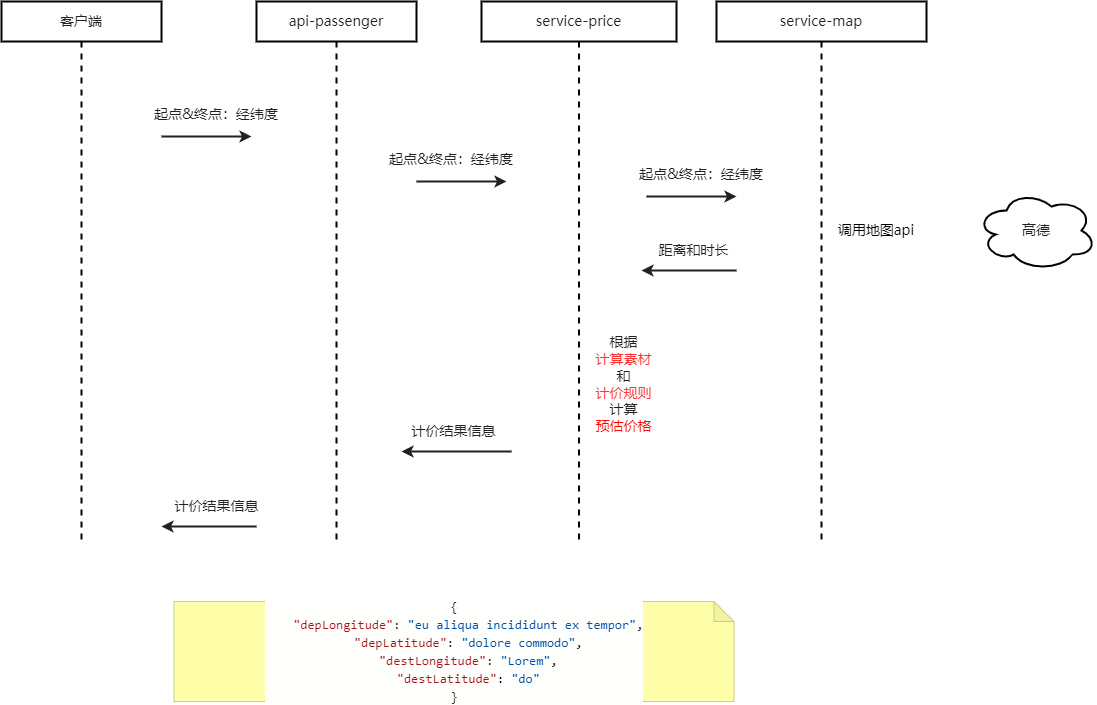 客户端
api-passenger
service-price
service-map
起点&终点：经纬度
起点&终点：经纬度
起点&终点：经纬度
调用地图api
高德
距离和时长
根据
计算素材
和
计价规则
计算
预估价格
计价结果信息
计价结果信息
{
"depLongitude": "eu aliqua incididunt ex tempor",
"depLatitude": "dolore commodo",
"destLongitude": "Lorem",
"destLatitude": "do"
}